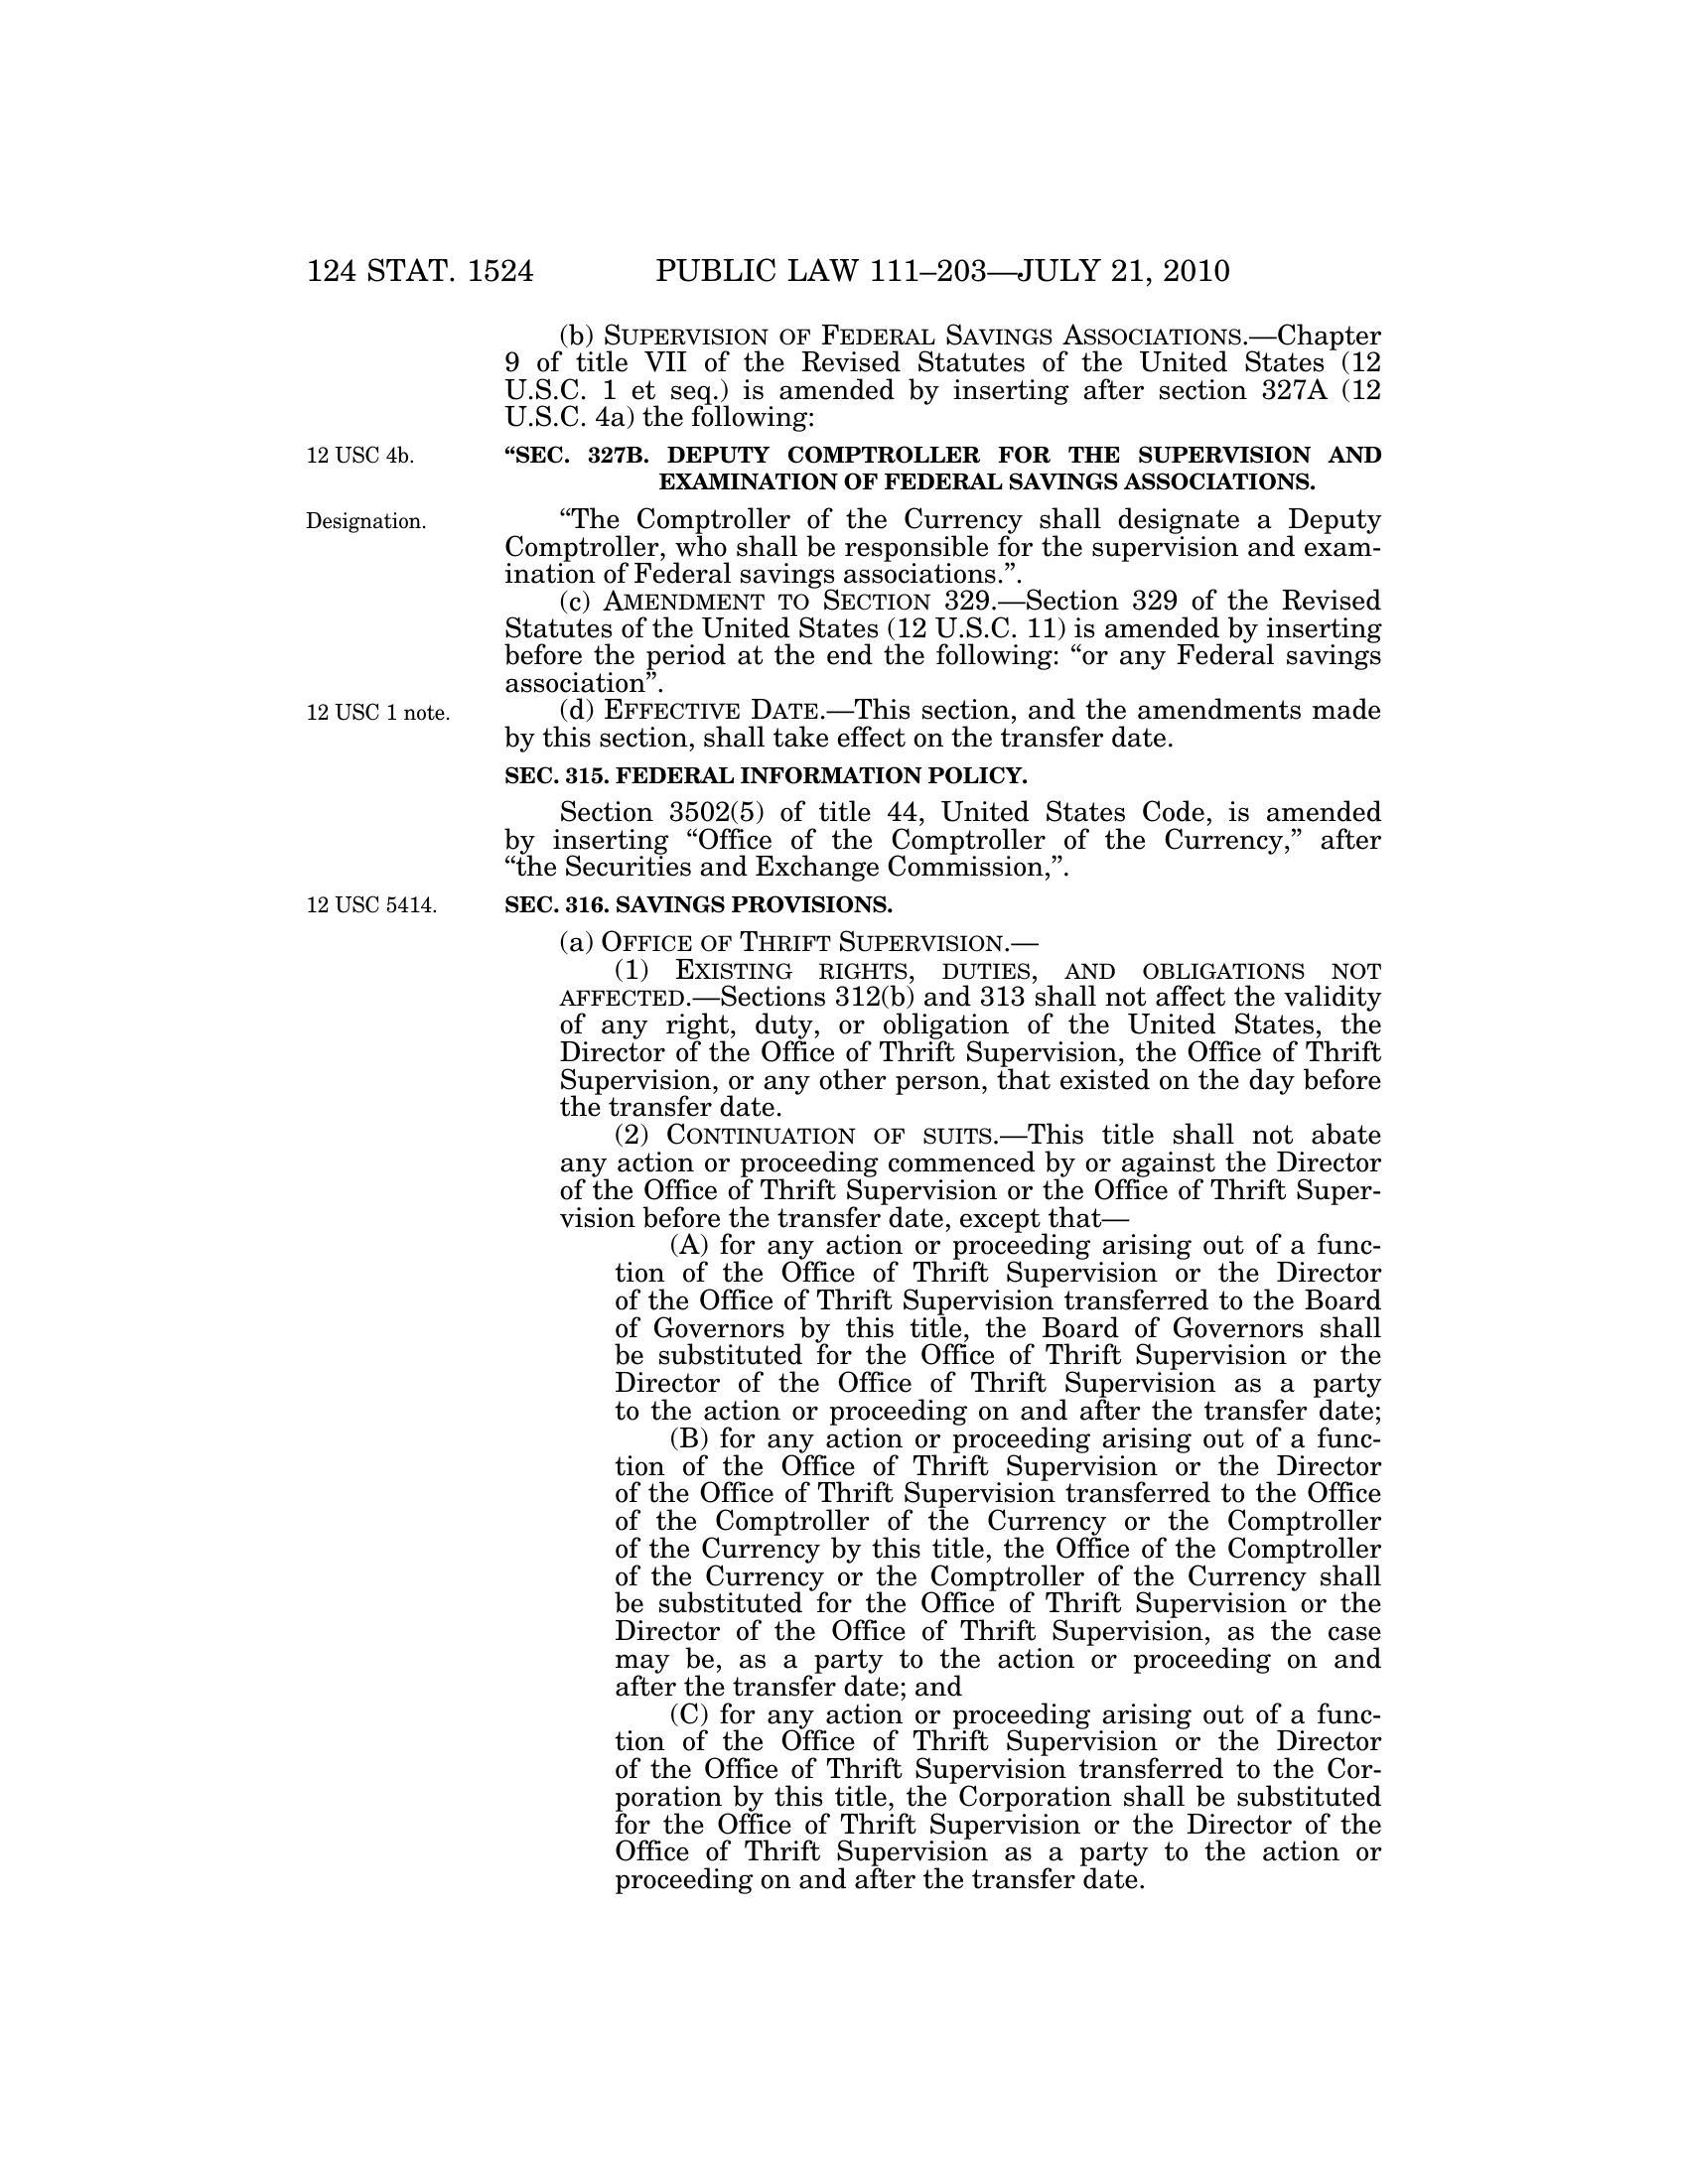 124 STAT. 1524 PUBLIC LAW 111–203—JULY 21, 2010
(b) SUPERVISION OF FEDERAL SAVINGS ASSOCIATIONS.—Chapter
9 of title VII of the Revised Statutes of the United States (12
U.S.C. 1 et seq.) is amended by inserting after section 327A (12
U.S.C. 4a) the following:
12 USC 4b.
“SEC. 327B. DEPUTY COMPTROLLER FOR THE SUPERVISION AND
EXAMINATION OF FEDERAL SAVINGS ASSOCIATIONS.
Designation.
“The Comptroller of the Currency shall designate a Deputy
Comptroller, who shall be responsible for the supervision and exam-
ination of Federal savings associations.”.
(c) AMENDMENT TO SECTION 329.—Section 329 of the Revised
Statutes of the United States (12 U.S.C. 11) is amended by inserting
before the period at the end the following: “or any Federal savings
association”.
12 USC 1 note.
(d) EFFECTIVE DATE.—This section, and the amendments made
by this section, shall take effect on the transfer date.
SEC. 315. FEDERAL INFORMATION POLICY.
Section 3502(5) of title 44, United States Code, is amended
by inserting “Office of the Comptroller of the Currency,” after
“the Securities and Exchange Commission,”.
12 USC 5414.
SEC. 316. SAVINGS PROVISIONS.
(a) OFFICE OF THRIFT SUPERVISION.—
(1) EXISTING RIGHTS, DUTIES, AND OBLIGATIONS NOT
AFFECTED.—Sections 312(b) and 313 shall not affect the validity
of any right, duty, or obligation of the United States, the
Director of the Office of Thrift Supervision, the Office of Thrift
Supervision, or any other person, that existed on the day before
the transfer date.
(2) CONTINUATION OF SUITS.—This title shall not abate
any action or proceeding commenced by or against the Director
of the Office of Thrift Supervision or the Office of Thrift Super-
vision before the transfer date, except that—
(A) for any action or proceeding arising out of a func-
tion of the Office of Thrift Supervision or the Director
of the Office of Thrift Supervision transferred to the Board
of Governors by this title, the Board of Governors shall
be substituted for the Office of Thrift Supervision or the
Director of the Office of Thrift Supervision as a party
to the action or proceeding on and after the transfer date;
(B) for any action or proceeding arising out of a func-
tion of the Office of Thrift Supervision or the Director
of the Office of Thrift Supervision transferred to the Office
of the Comptroller of the Currency or the Comptroller
of the Currency by this title, the Office of the Comptroller
of the Currency or the Comptroller of the Currency shall
be substituted for the Office of Thrift Supervision or the
Director of the Office of Thrift Supervision, as the case
may be, as a party to the action or proceeding on and
after the transfer date; and
(C) for any action or proceeding arising out of a func-
tion of the Office of Thrift Supervision or the Director
of the Office of Thrift Supervision transferred to the Cor-
poration by this title, the Corporation shall be substituted
for the Office of Thrift Supervision or the Director of the
Office of Thrift Supervision as a party to the action or
proceeding on and after the transfer date.